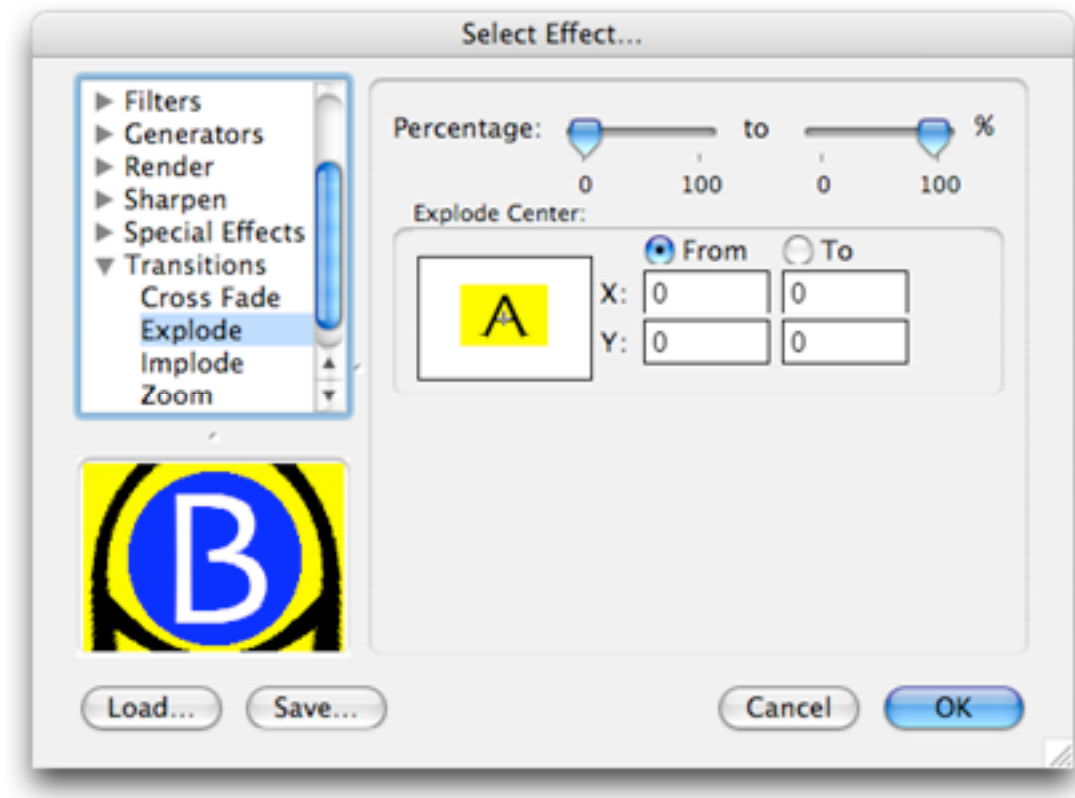 Select Effect...
Filters
Generators
Render
Sharpen
Special Effects
Transitions
Cross Fade
Explode
Implode
Zoom
B
Load... Save...
Percentage: to %
0 100 0 100
Explode Center:
From To
A
X: 0 0
Y: 0 0
Cancel OK